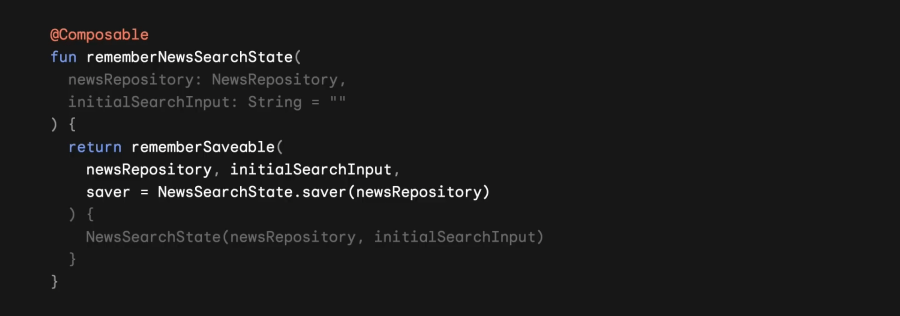 @Composable
fun rememberNewsSearchState(
newsRepository: NewsRepository,
initialSearchInput: String = ""
) {
return rememberSaveable(
newsRepository, initialSearchInput,
saver = NewsSearchState.saver(newsRepository)
) {
NewsSearchState(newsRepository, initialSearchInput)
}
}